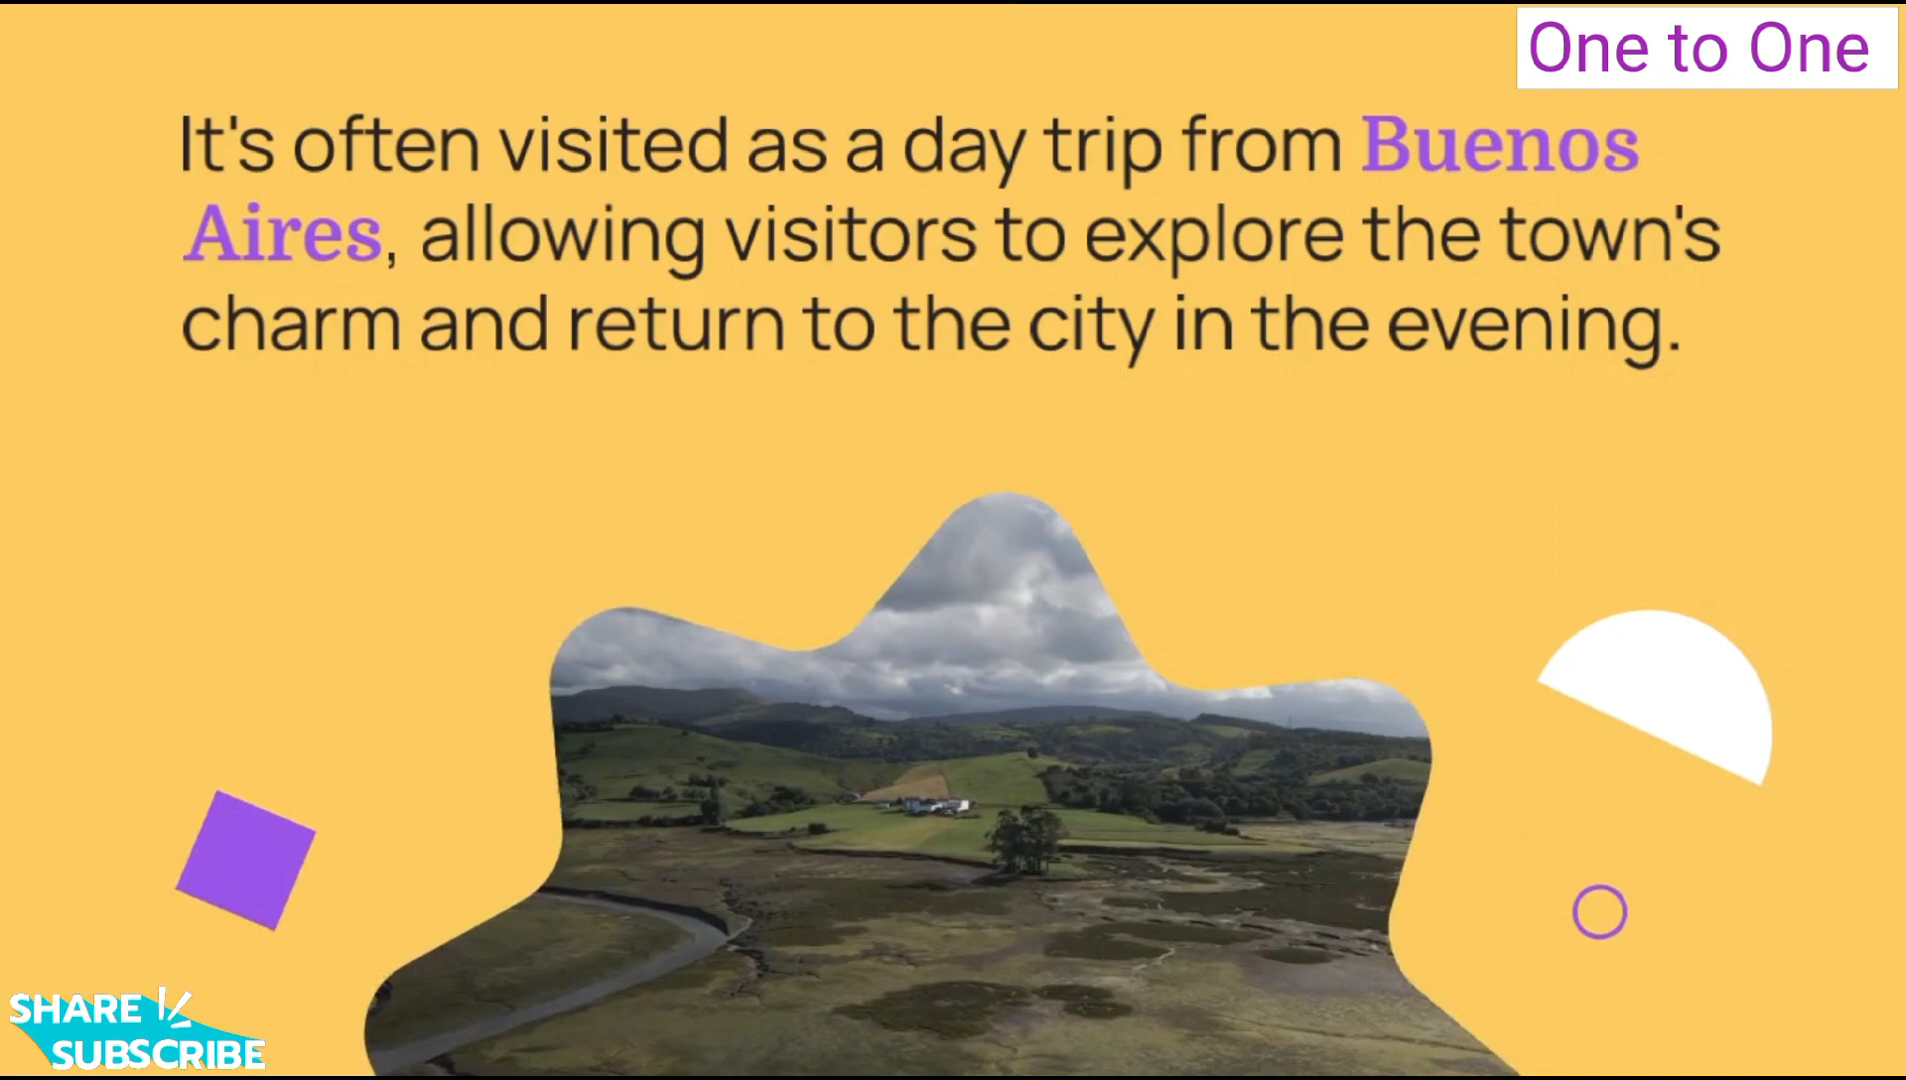 One to One
It's often visited as a day trip from Buenos
Aires, allowing visitors to explore the town's
charm and return to the city in the evening.
SHARE
SUBSCRIBE